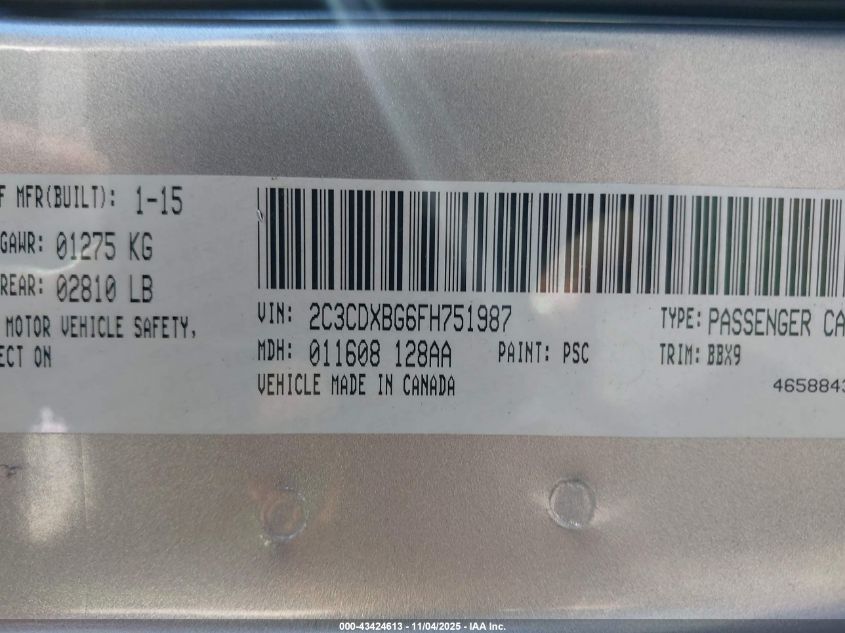 F MFR(BUILT): 1-15
GAWR: 01275 KG
REAR: 02810 LB
MOTOR VEHICLE SAFETY,
ECT ON
VIN: 2C3CDXBG6FH751987
TYPE: PASSENGER CA
MDH: 011608 128AA PAINT: PSC
TRIM: BBX9
VEHICLE MADE IN CANADA
4658843
000-43424613 - 11/04/2025 - IAA Inc.